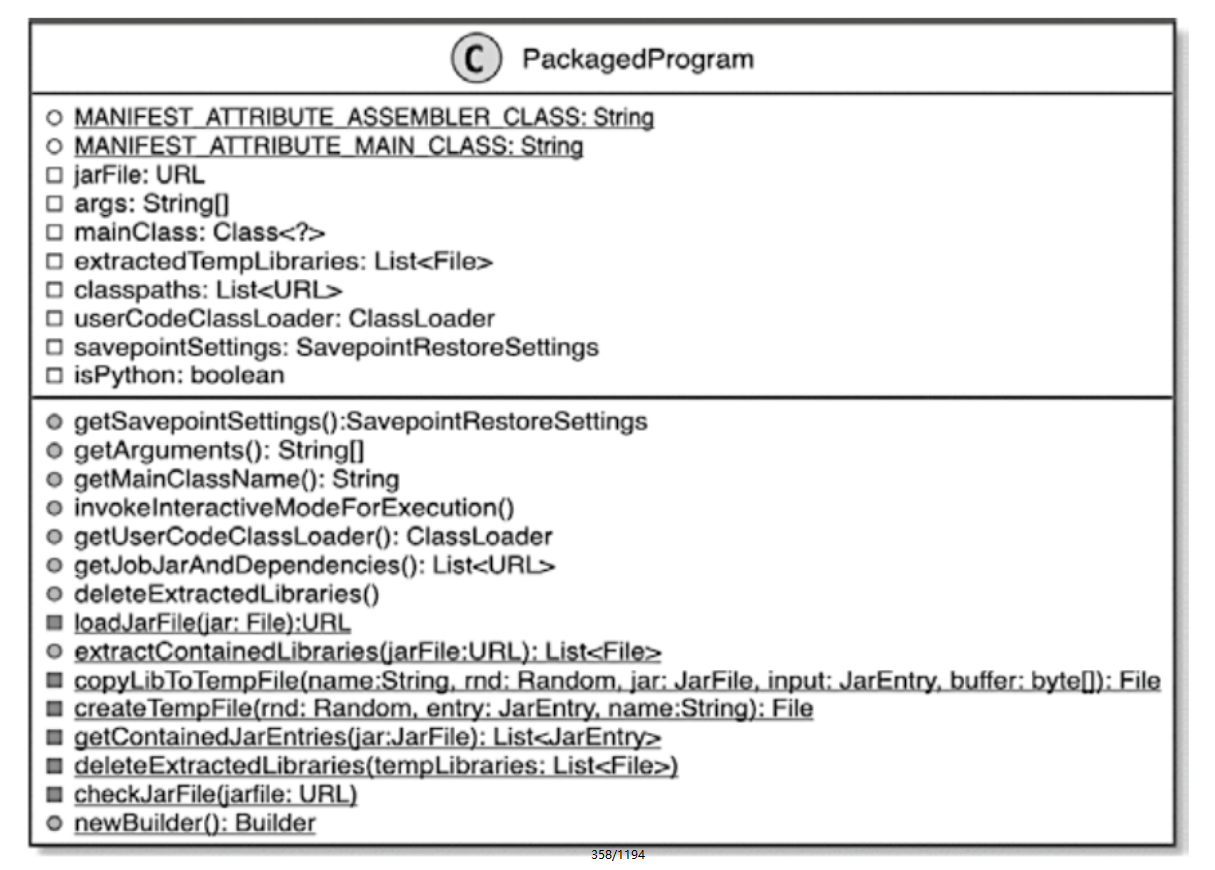 C PackagedProgram
MANIFEST_ATTRIBUTE_ASSEMBLER_CLASS: String
MANIFEST_ATTRIBUTE_MAIN_CLASS: String
jarFile: URL
args: String[]
mainClass: Class<?>
extractedTempLibraries: List<File>
classpaths: List<URL>
userCodeClassLoader: ClassLoader
savepointSettings: SavepointRestoreSettings
isPython: boolean
getSavepointSettings():SavepointRestoreSettings
getArguments(): String[]
getMainClassName(): String
invokeInteractiveModeForExecution()
getUserCodeClassLoader(): ClassLoader
getJobJarAndDependencies(): List<URL>
deleteExtractedLibraries()
loadJarFile(jar: File):URL
extractContainedLibraries(jarFile:URL): List<File>
copyLibToTempFile(name:String, rnd: Random, jar: JarFile, input: JarEntry, buffer: byte[]): File
createTempFile(rnd: Random, entry: JarEntry, name:String): File
getContainedJarEntries(jar:JarFile): List<JarEntry>
deleteExtractedLibraries(tempLibraries: List<File>)
checkJarFile(jarfile: URL)
newBuilder(): Builder
358/1194